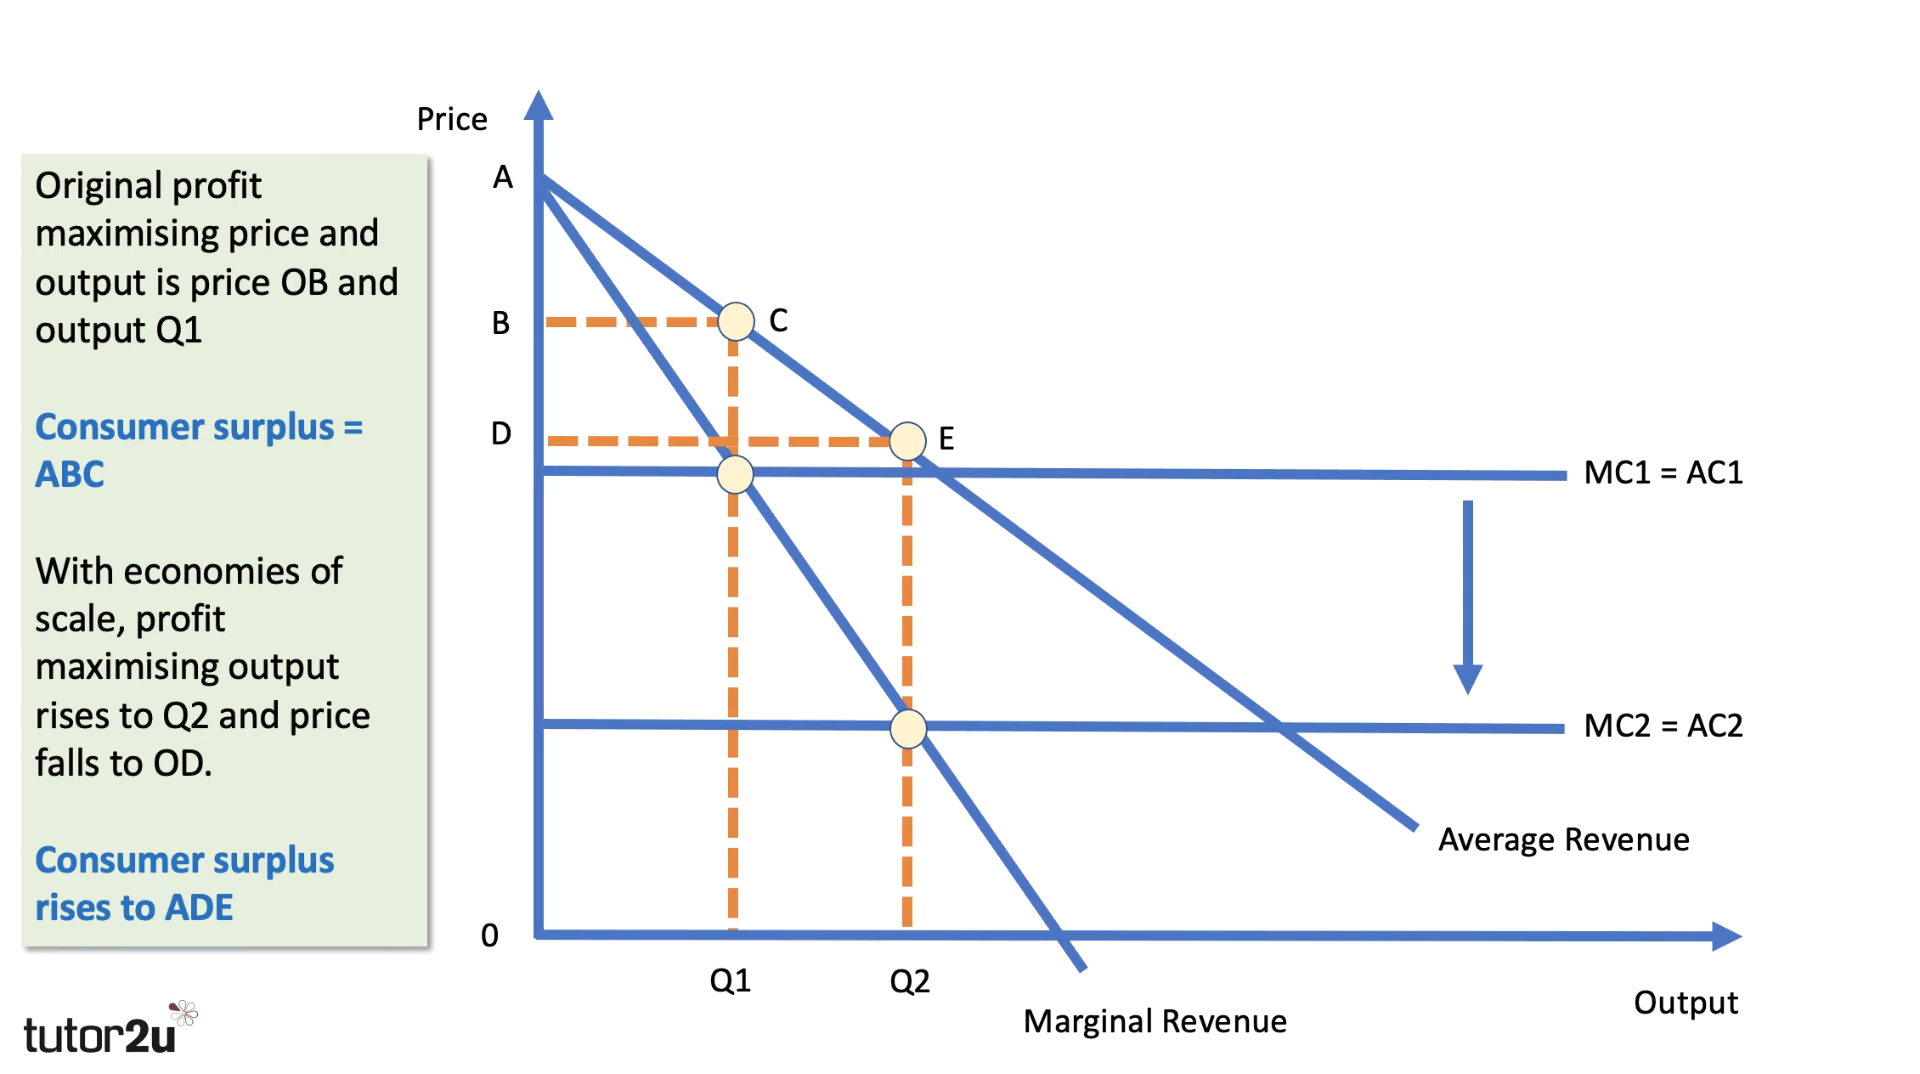 Price
A
B
C
D
E
MC1 = AC1
MC2 = AC2
Average Revenue
0
Q1
Q2
Output
Marginal Revenue
Original profit
maximising price and
output is price OB and
output Q1
Consumer surplus =
ABC
With economies of
scale, profit
maximising output
rises to Q2 and price
falls to OD.
Consumer surplus
rises to ADE
tutor2u